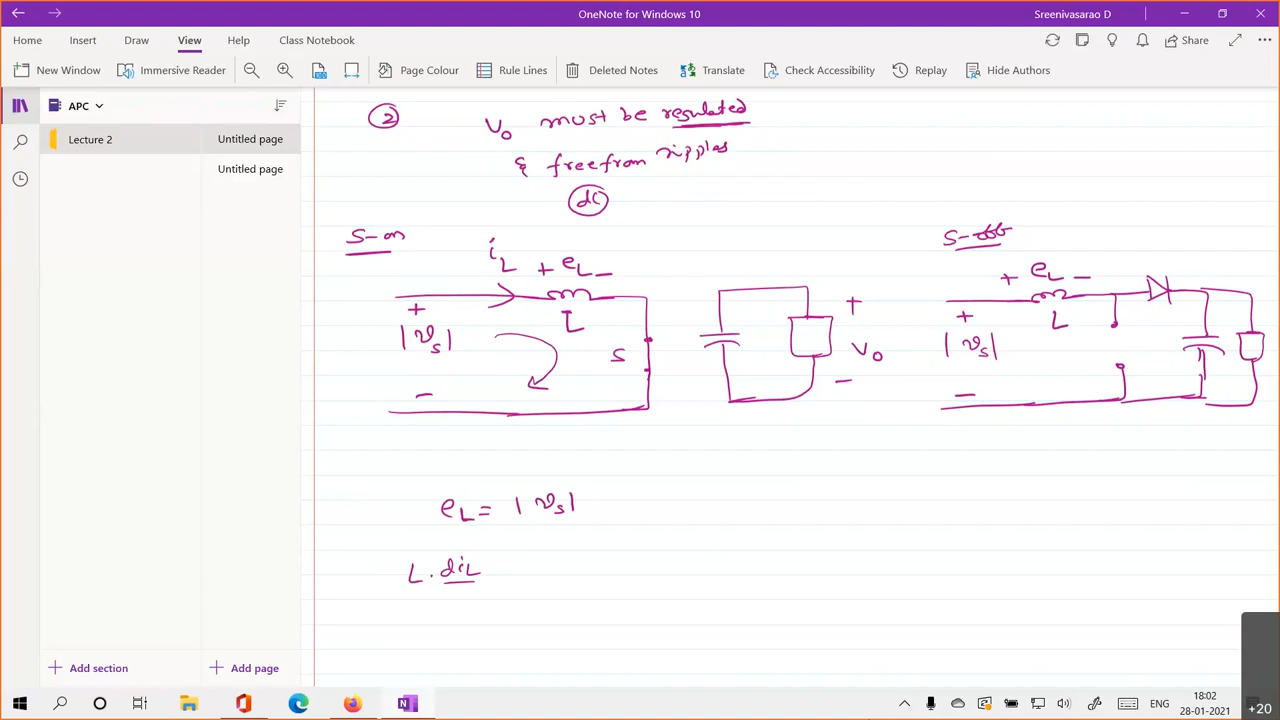 OneNote for Windows 10
Sreenivasarao D
Home Insert Draw View Help Class Notebook
Share
New Window Immersive Reader Page Colour Rule Lines Deleted Notes Translate Check Accessibility Replay Hide Authors
APC
Lecture 2
Untitled page
Untitled page
② Vo must be regulated
& free from ripples
dc
S-on
iL + eL -
L
+
|vs|
-
S
+
Vo
-
S-off
+ eL -
L
+
|vs|
-
eL = |vs|
L. diL
Add section Add page
ENG
18:02
28-01-2021
+20